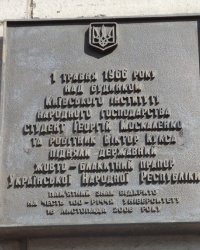 1 травня 1966 року
над будинком
Київського інституту
народного господарства
студент Георгій Москаленко
та робітник Віктор Кукса
підняли державний
жовто-блакитний прапор
Української Народної Республіки
Пам'ятний знак відкрито
на честь 100-річчя університету
16 листопада 2006 року